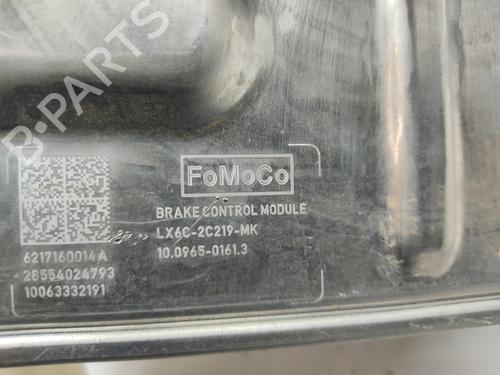 B-PARTS
FoMoCo
BRAKE CONTROL MODULE
LX6C-2C219-MK
10.0965-0161.3
6217160014A
28554024793
10063332191